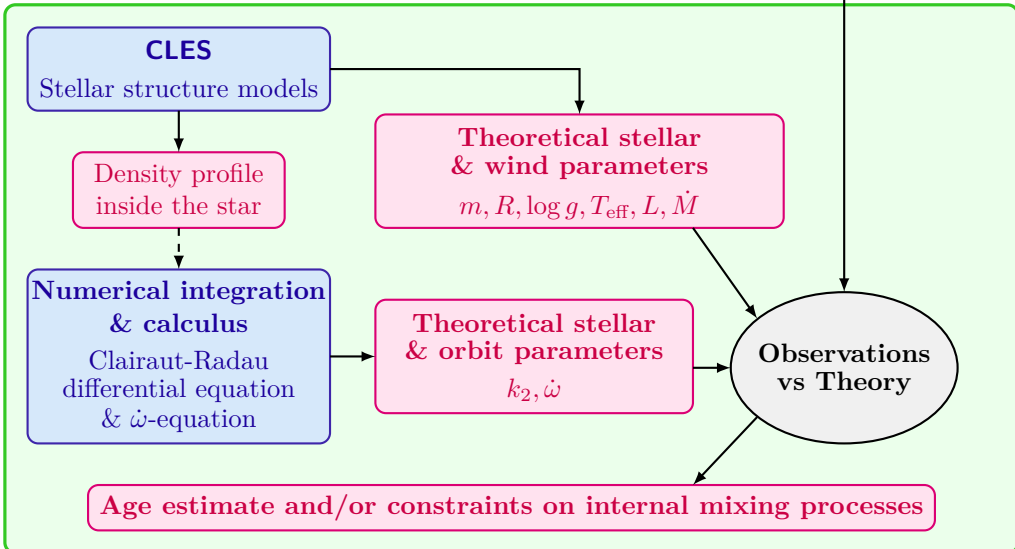 CLES
Stellar structure models
Density profile
inside the star
Numerical integration
& calculus
Clairaut-Radau
differential equation
& ω̇-equation
Theoretical stellar
& wind parameters
m, R, log g, T_eff, L, Ṁ
Theoretical stellar
& orbit parameters
k₂, ω̇
Observations
vs Theory
Age estimate and/or constraints on internal mixing processes